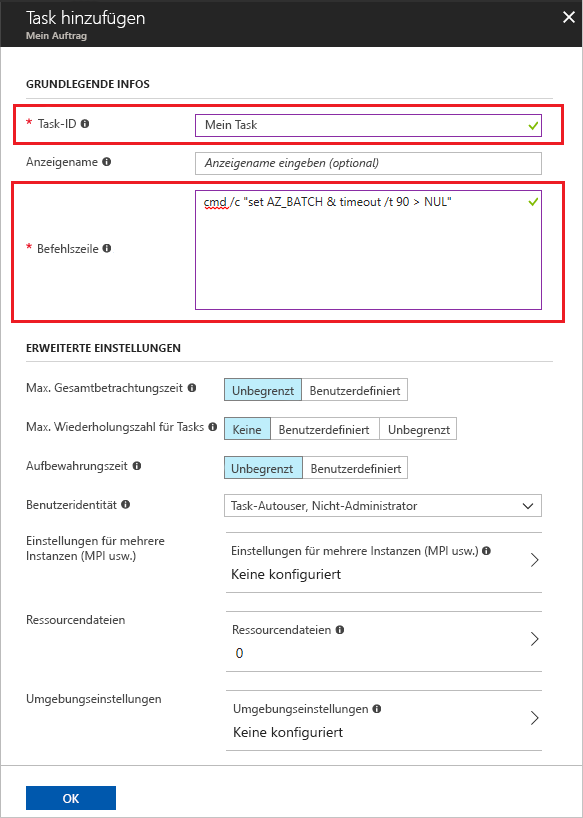 Task hinzufügen
Mein Auftrag
GRUNDLEGENDE INFOS
* Task-ID
Mein Task
Anzeigename
Anzeigename eingeben (optional)
* Befehlszeile
cmd /c "set AZ_BATCH & timeout /t 90 > NUL"
ERWEITERTE EINSTELLUNGEN
Max. Gesamtbetrachtungszeit
Unbegrenzt Benutzerdefiniert
Max. Wiederholungszahl für Tasks
Keine Benutzerdefiniert Unbegrenzt
Aufbewahrungszeit
Unbegrenzt Benutzerdefiniert
Benutzeridentität
Task-Autouser, Nicht-Administrator
Einstellungen für mehrere
Instanzen (MPI usw.)
Einstellungen für mehrere Instanzen (MPI usw.)
Keine konfiguriert
Ressourcendateien
Ressourcendateien
0
Umgebungseinstellungen
Umgebungseinstellungen
Keine konfiguriert
OK